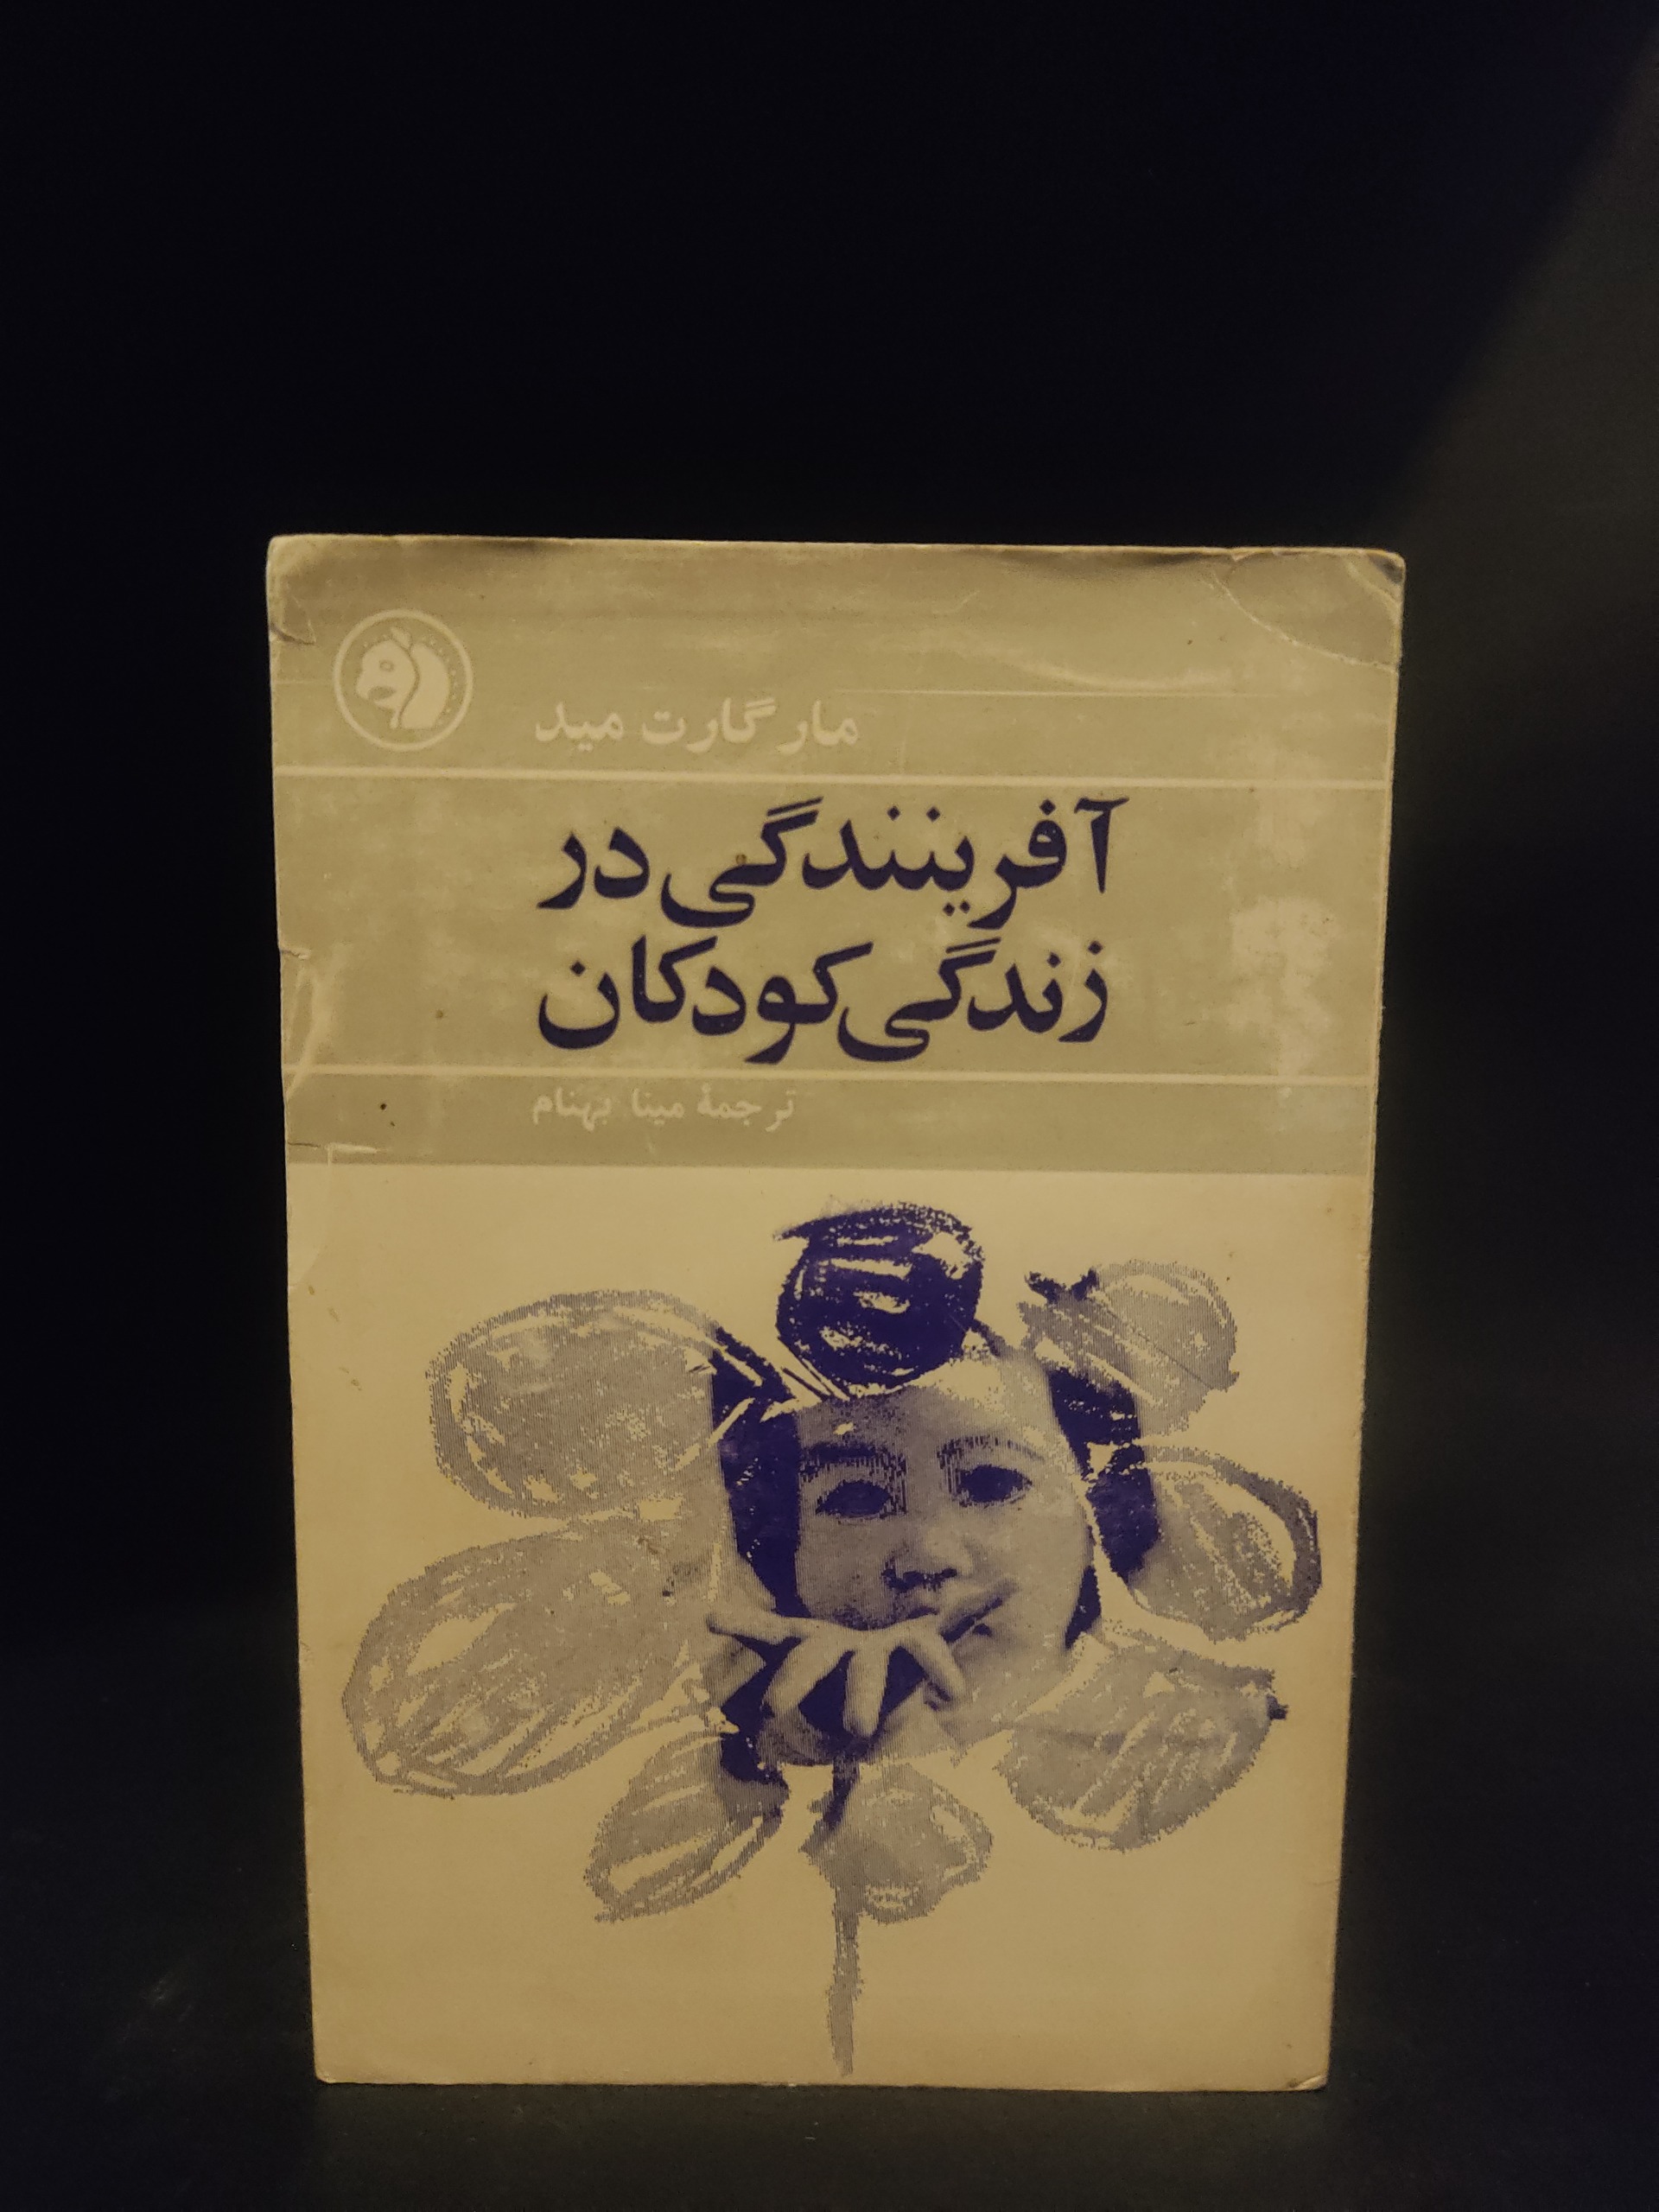 مارگارت مید
آفرینندگی در
زندگی کودکان
ترجمهٔ مینا بهنام